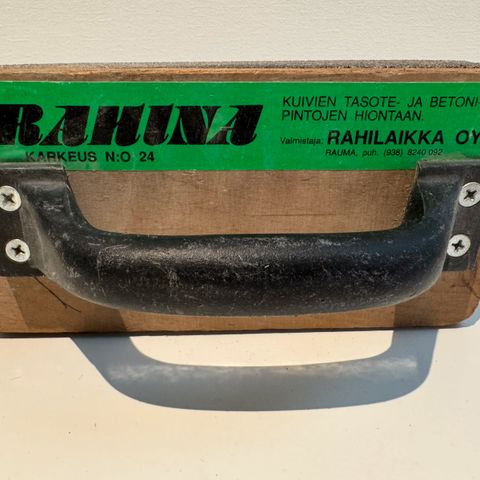 RAHINA
KARKEUS N:O 24
KUIVIEN TASOTE- JA BETONI-
PINTOJEN HIONTAAN.
Valmistaja: RAHILAIKKA OY
RAUMA, puh. (938) 8240 092